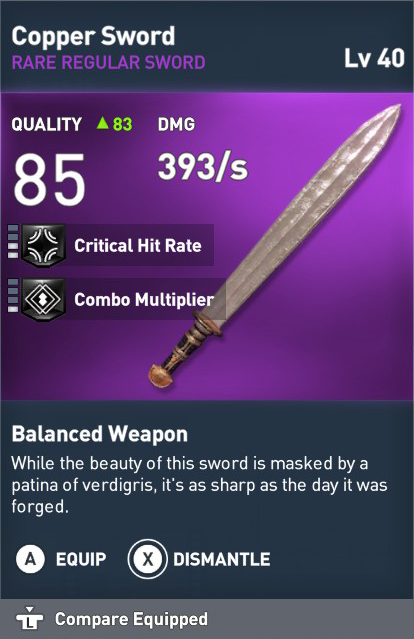 Copper Sword
RARE REGULAR SWORD
Lv 40
QUALITY ▲83 DMG
85 393/s
Critical Hit Rate
Combo Multiplier
Balanced Weapon
While the beauty of this sword is masked by a
patina of verdigris, it's as sharp as the day it was
forged.
A EQUIP X DISMANTLE
L Compare Equipped